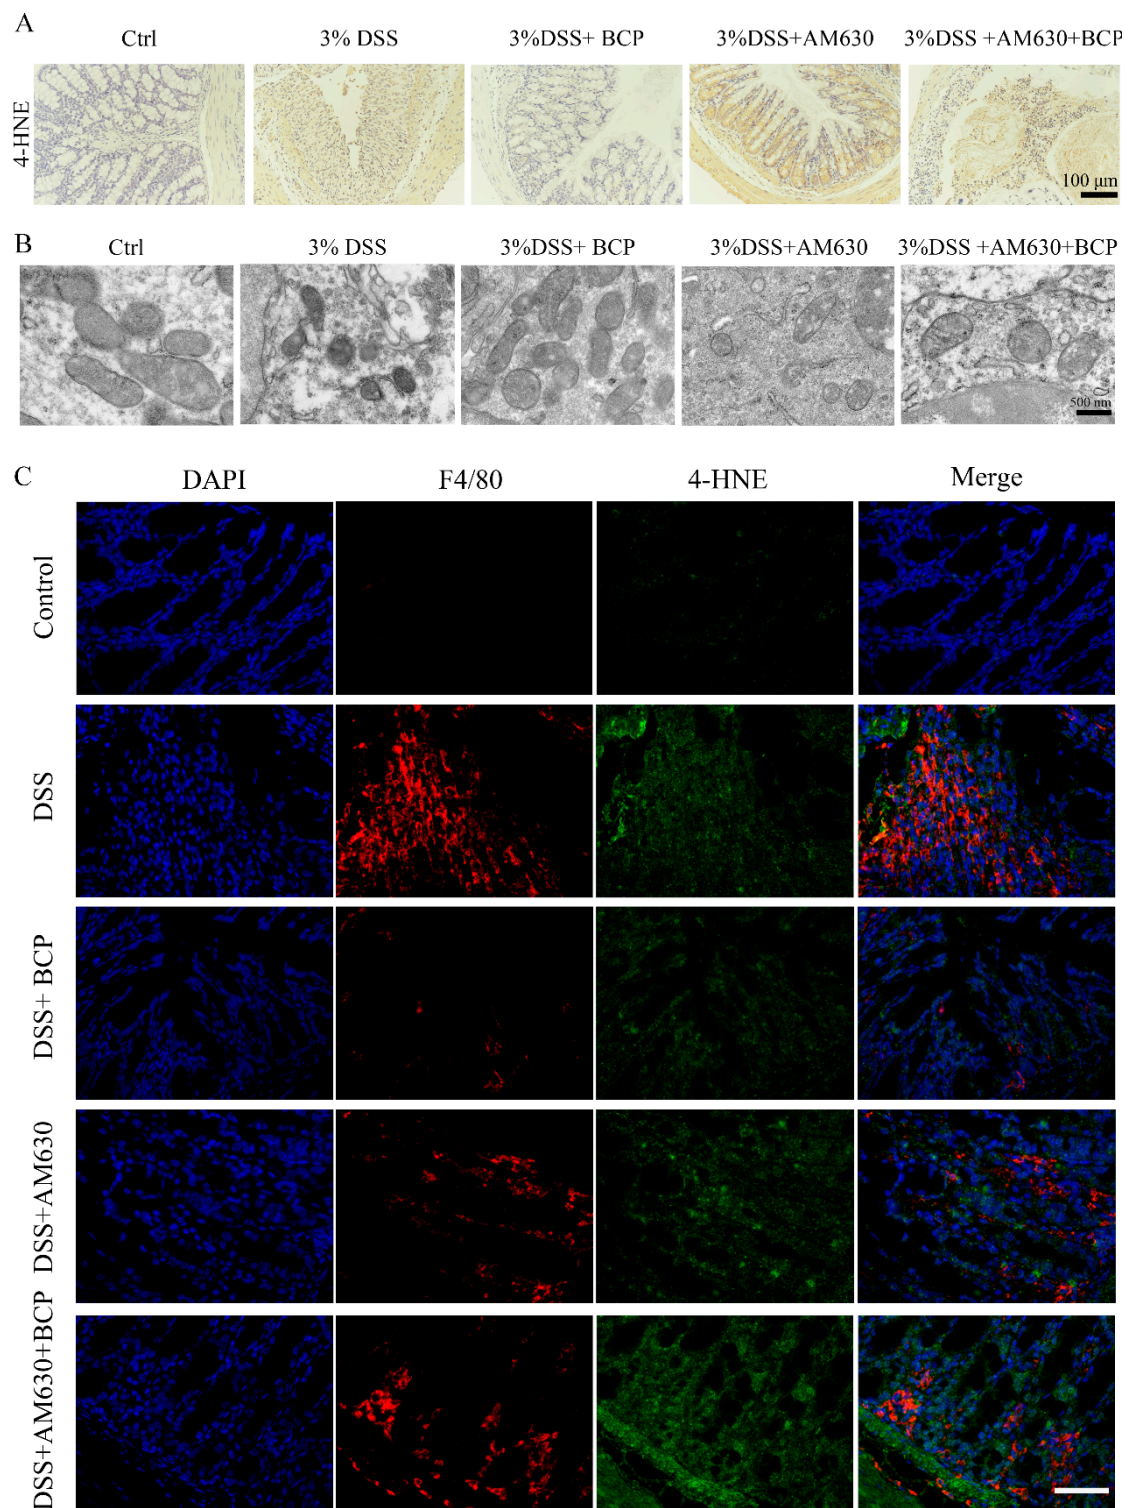 A
Ctrl
3% DSS
3%DSS+ BCP
3%DSS+AM630
3%DSS +AM630+BCP
4-HNE
100 μm
B
Ctrl
3% DSS
3%DSS+ BCP
3%DSS+AM630
3%DSS +AM630+BCP
500 nm
C
DAPI
F4/80
4-HNE
Merge
Control
DSS
DSS+ BCP
DSS+AM630
DSS+AM630+BCP